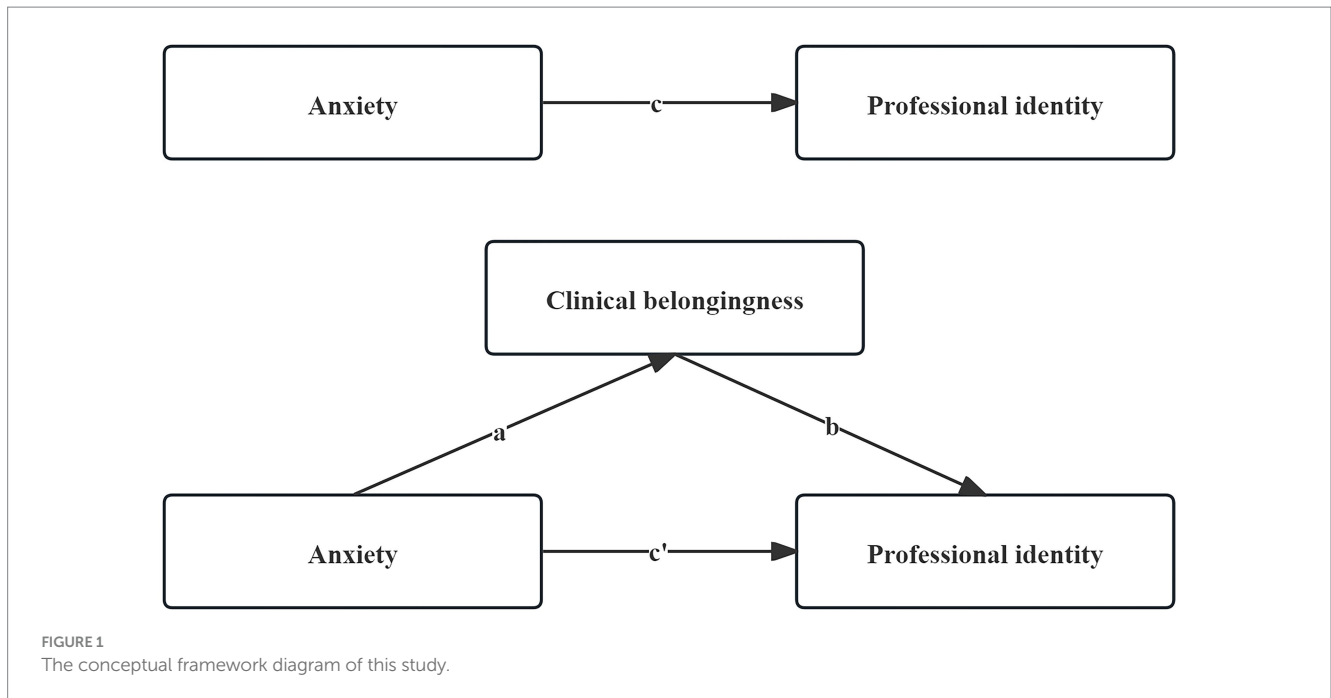 Anxiety
c
Professional identity
Clinical belongingness
a
b
Anxiety
c'
Professional identity
FIGURE 1
The conceptual framework diagram of this study.